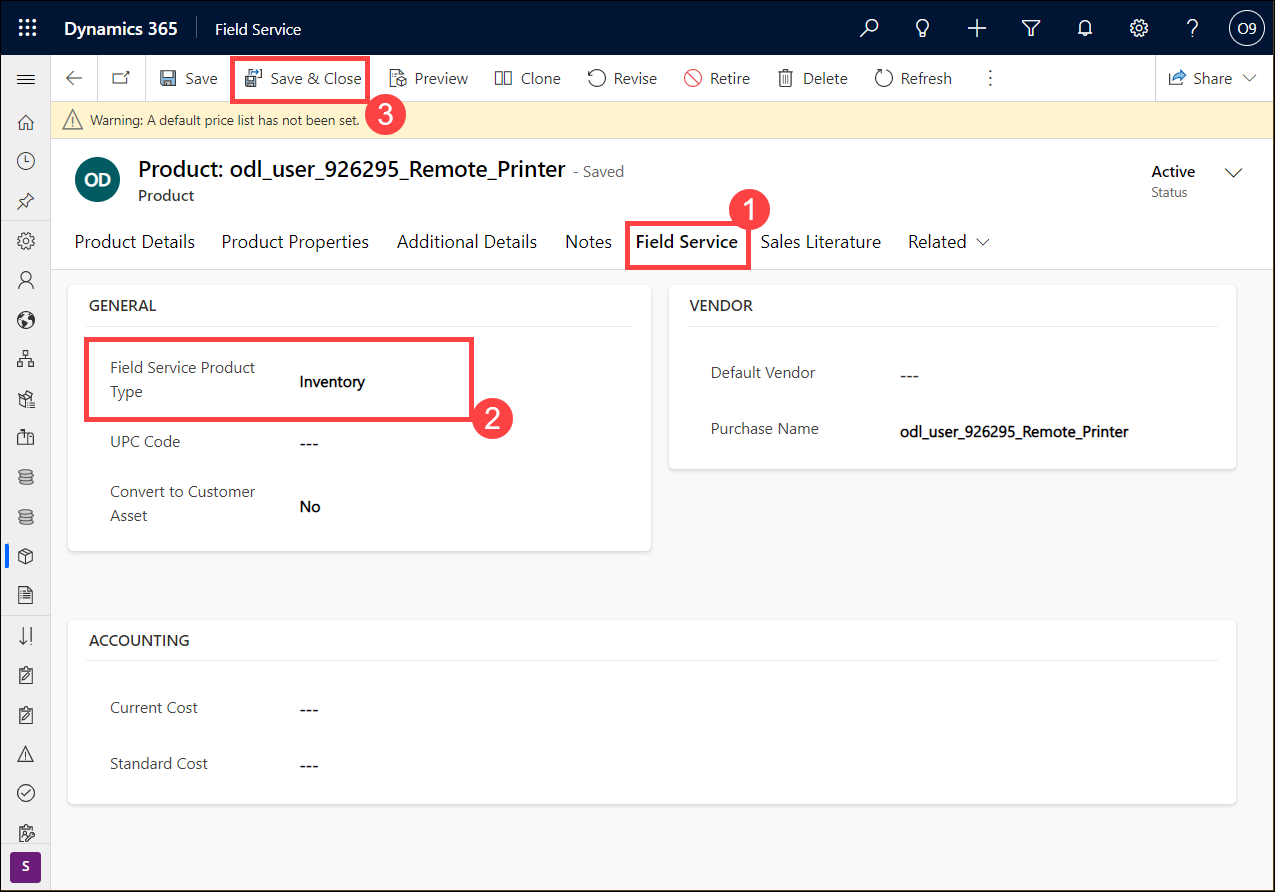 Dynamics 365 Field Service O9
Save Save & Close Preview Clone Revise Retire Delete Refresh Share
3
Warning: A default price list has not been set.
OD
Product: odl_user_926295_Remote_Printer - Saved
Product
Active
Status
1
Product Details Product Properties Additional Details Notes Field Service Sales Literature Related
GENERAL
Field Service Product
Type
Inventory
2
UPC Code ---
Convert to Customer
Asset
No
VENDOR
Default Vendor ---
Purchase Name odl_user_926295_Remote_Printer
ACCOUNTING
Current Cost ---
Standard Cost ---
S